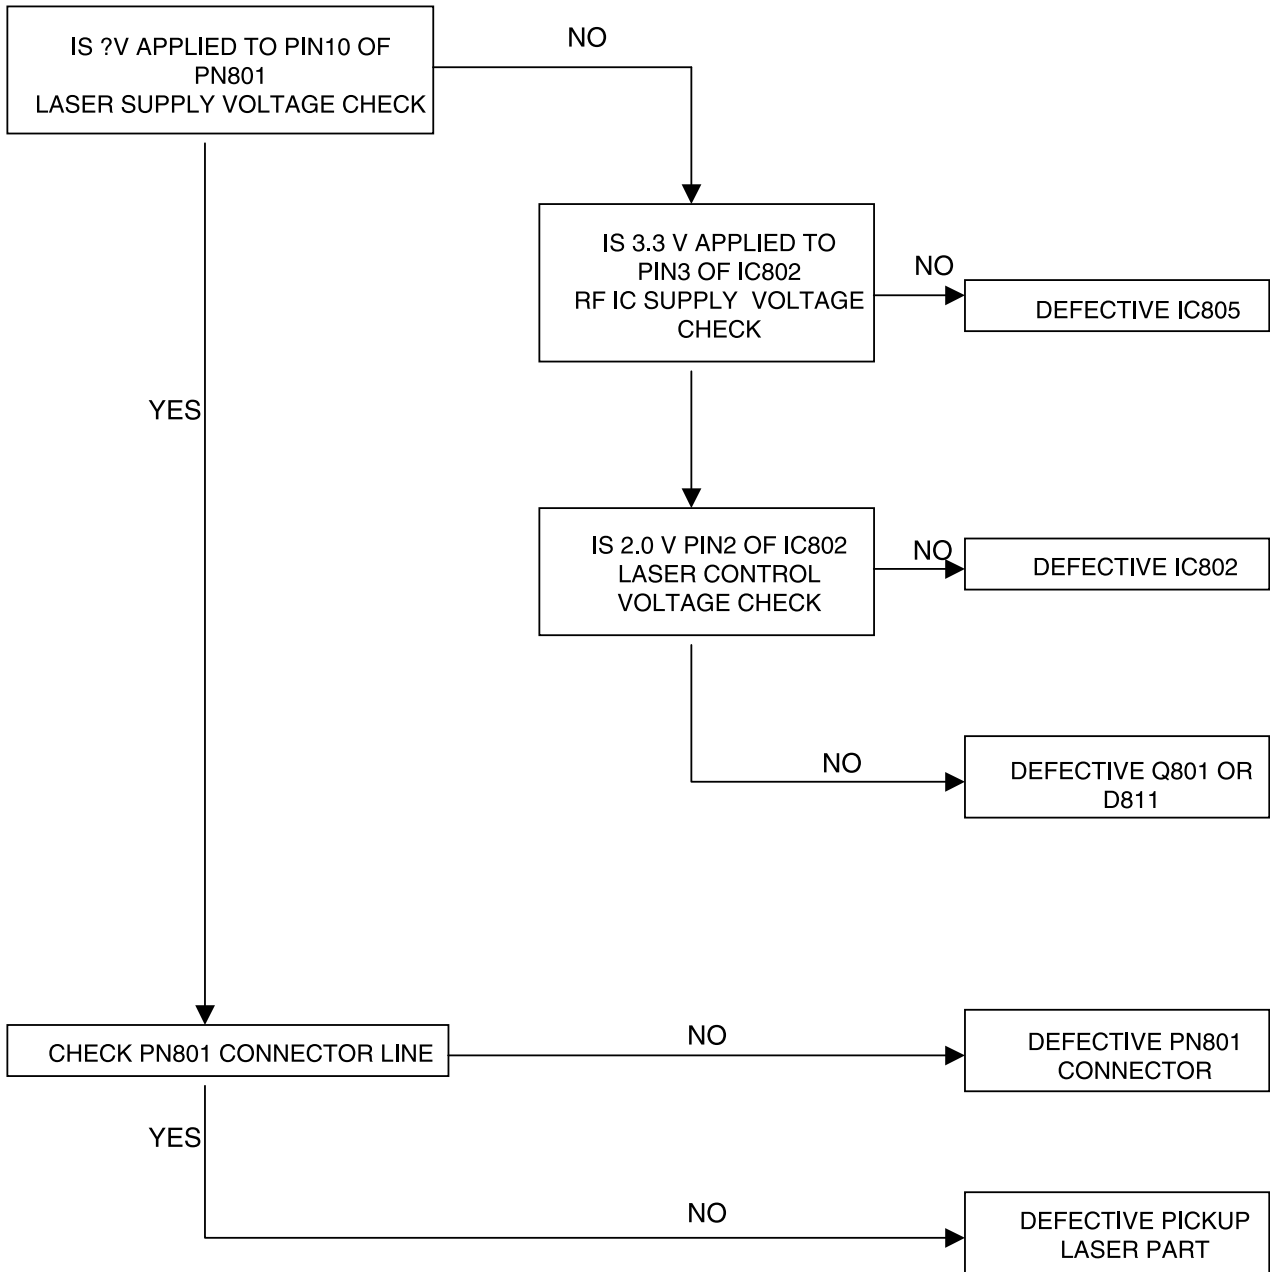 IS ?V APPLIED TO PIN10 OF
PN801
LASER SUPPLY VOLTAGE CHECK
NO
IS 3.3 V APPLIED TO
PIN3 OF IC802
RF IC SUPPLY VOLTAGE
CHECK
NO
DEFECTIVE IC805
YES
IS 2.0 V PIN2 OF IC802
LASER CONTROL
VOLTAGE CHECK
NO
DEFECTIVE IC802
NO
DEFECTIVE Q801 OR
D811
CHECK PN801 CONNECTOR LINE
NO
DEFECTIVE PN801
CONNECTOR
YES
NO
DEFECTIVE PICKUP
LASER PART